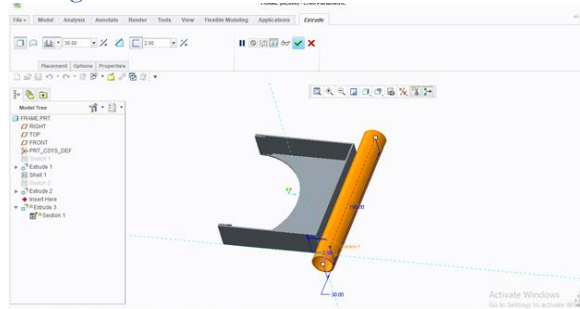 File Model Analysis Annotate Render Tools View Flexible Modeling Applications Extrude
30.00 2.00
Placement Options Properties
Model Tree
FRAME.PRT
RIGHT
TOP
FRONT
PRT_CSYS_DEF
Sketch 1
Extrude 1
Shell 1
Sketch 2
Extrude 2
Insert Here
Extrude 3
Section 1
30.00
Activate Windows
Go to Settings to activate